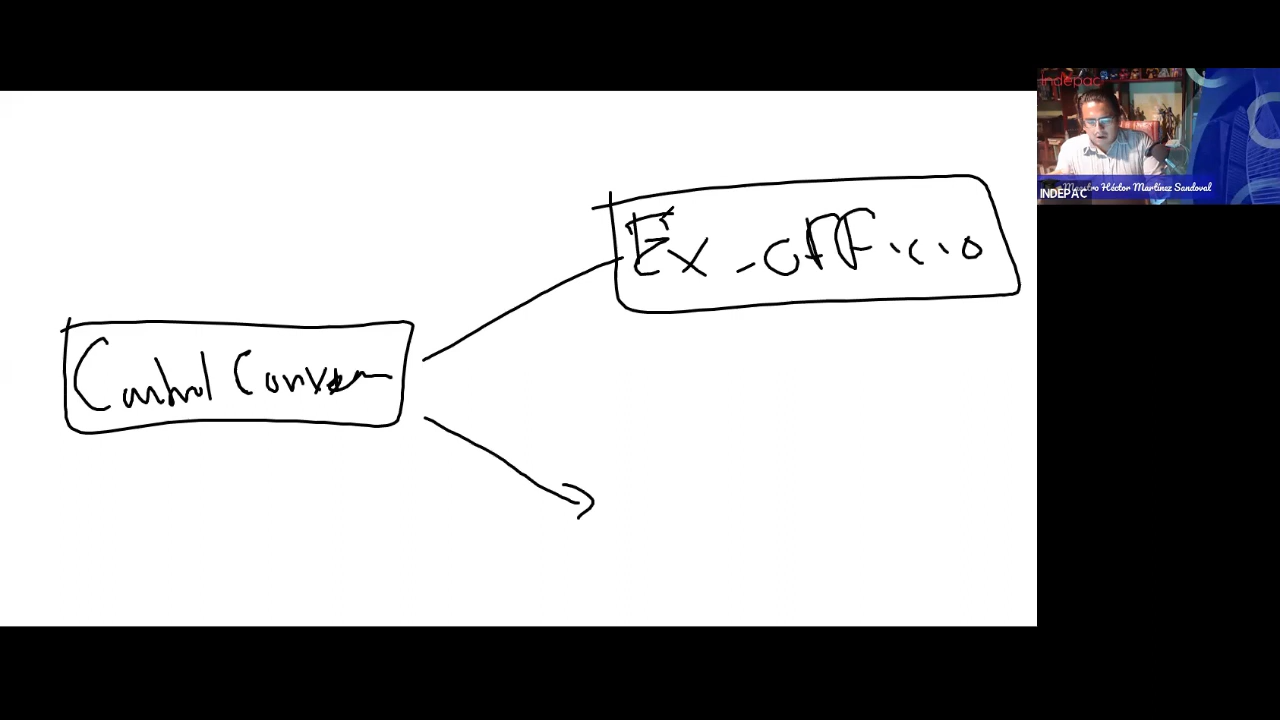 Indepac
Maestro Héctor Martínez Sandoval
INDEPAC
Ex-officio
Control Conven